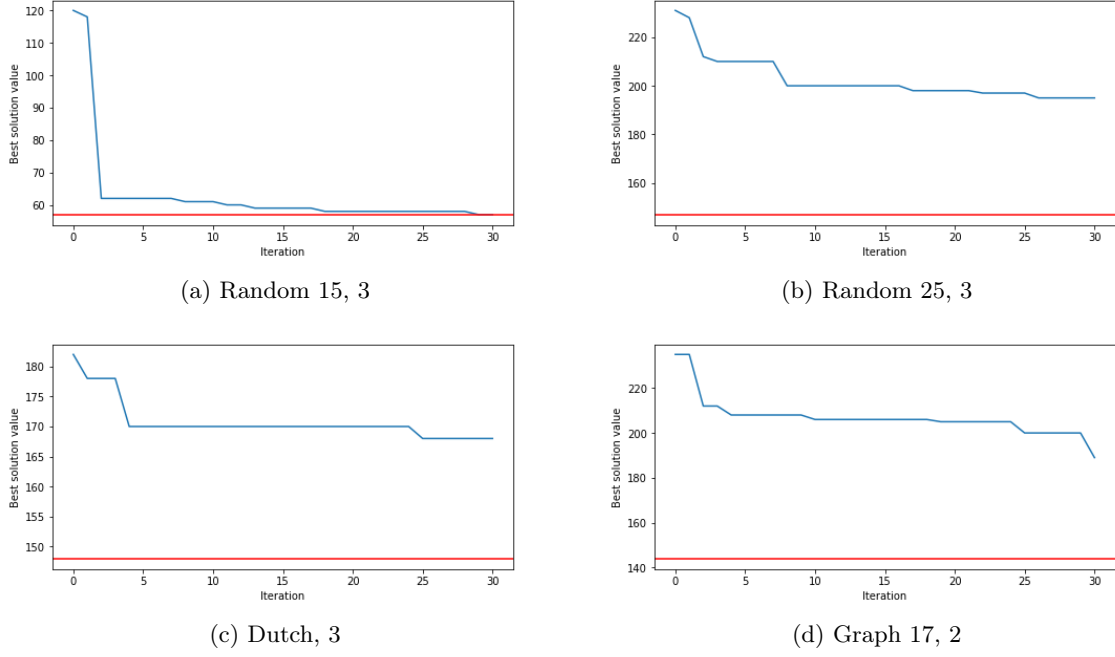 120
110
100
90
80
70
60
Best solution value
0 5 10 15 20 25 30
Iteration
(a) Random 15, 3
220
200
180
160
Best solution value
0 5 10 15 20 25 30
Iteration
(b) Random 25, 3
180
175
170
165
160
155
150
Best solution value
0 5 10 15 20 25 30
Iteration
(c) Dutch, 3
220
200
180
160
140
Best solution value
0 5 10 15 20 25 30
Iteration
(d) Graph 17, 2